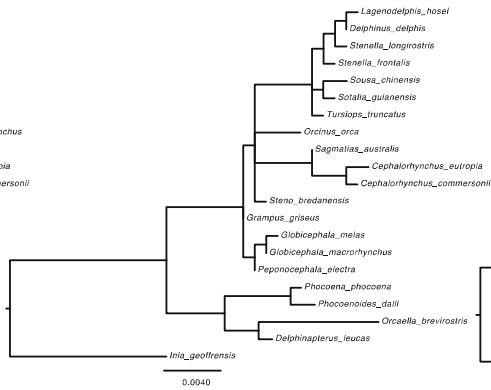 Lagenodelphis_hosei
Delphinus_delphis
Stenella_longirostris
Stenella_frontalis
Sousa_chinensis
Sotalia_guianensis
Tursiops_truncatus
Orcinus_orca
Sagmatias_australis
Cephalorhynchus_eutropia
Cephalorhynchus_commersonii
Steno_bredanensis
Grampus_griseus
Globicephala_melas
Globicephala_macrorhynchus
Peponocephala_electra
Phocoena_phocoena
Phocoenoides_dalli
Orcaella_brevirostris
Delphinapterus_leucas
Inia_geoffrensis
0.0040